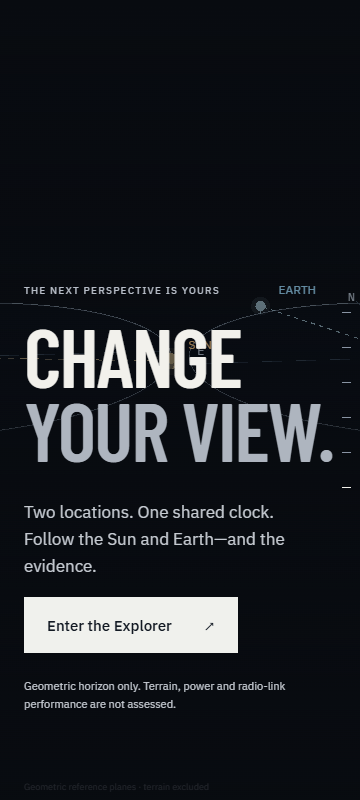 THE NEXT PERSPECTIVE IS YOURS
EARTH
N
SUN
E
CHANGE
YOUR VIEW.
Two locations. One shared clock.
Follow the Sun and Earth—and the
evidence.
Enter the Explorer ↗
Geometric horizon only. Terrain, power and radio-link
performance are not assessed.
Geometric reference planes · terrain excluded